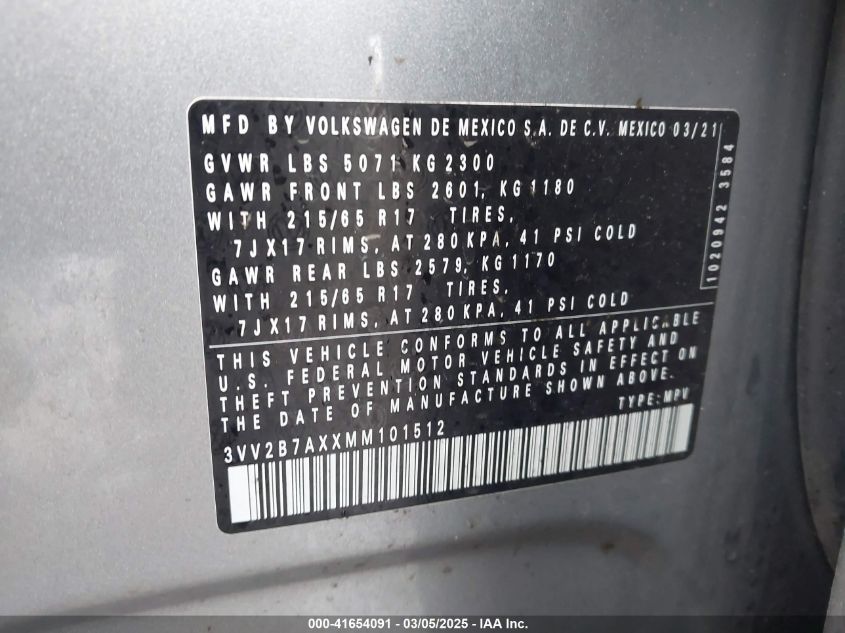 MFD BY VOLKSWAGEN DE MEXICO S.A. DE C.V. MEXICO 03/21
GVWR LBS 5071 KG 2300
GAWR FRONT LBS 2601, KG 1180
WITH 215/65 R17 TIRES,
7JX17 RIMS, AT 280 KPA, 41 PSI COLD
GAWR REAR LBS 2579, KG 1170
WITH 215/65 R17 TIRES,
7JX17 RIMS, AT 280 KPA, 41 PSI COLD
1020942 3584
THIS VEHICLE CONFORMS TO ALL APPLICABLE
U.S. FEDERAL MOTOR VEHICLE SAFETY AND
THEFT PREVENTION STANDARDS IN EFFECT ON
THE DATE OF MANUFACTURE SHOWN ABOVE.
TYPE: MPV
3VV2B7AXXMM101512
000-41654091 - 03/05/2025 - IAA Inc.